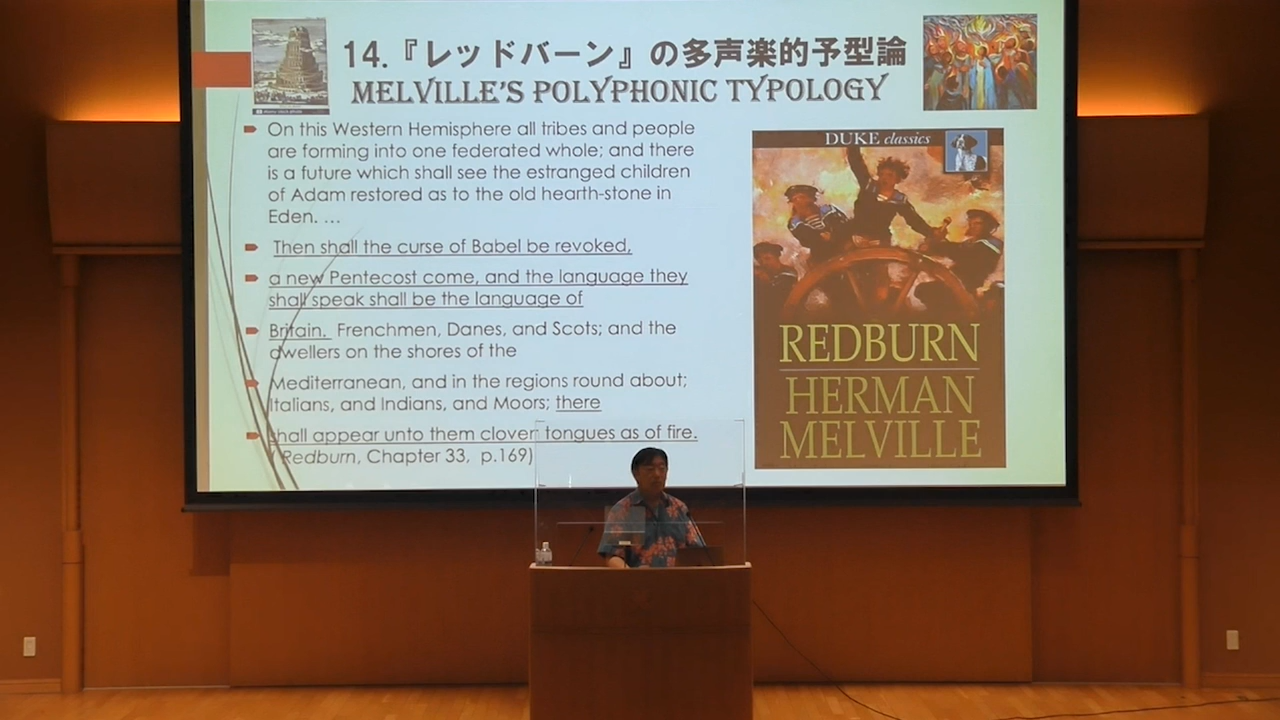 14.『レッドバーン』の多声楽的予型論
MELVILLE'S POLYPHONIC TYPOLOGY
On this Western Hemisphere all tribes and people
are forming into one federated whole; and there
is a future which shall see the estranged children
of Adam restored as to the old hearth-stone in
Eden. …
Then shall the curse of Babel be revoked,
a new Pentecost come, and the language they
shall speak shall be the language of
Britain. Frenchmen, Danes, and Scots; and the
dwellers on the shores of the
Mediterranean, and in the regions round about;
Italians, and Indians, and Moors; there
shall appear unto them cloven tongues as of fire.
(Redburn, Chapter 33, p.169)
DUKE classics
REDBURN
HERMAN
MELVILLE